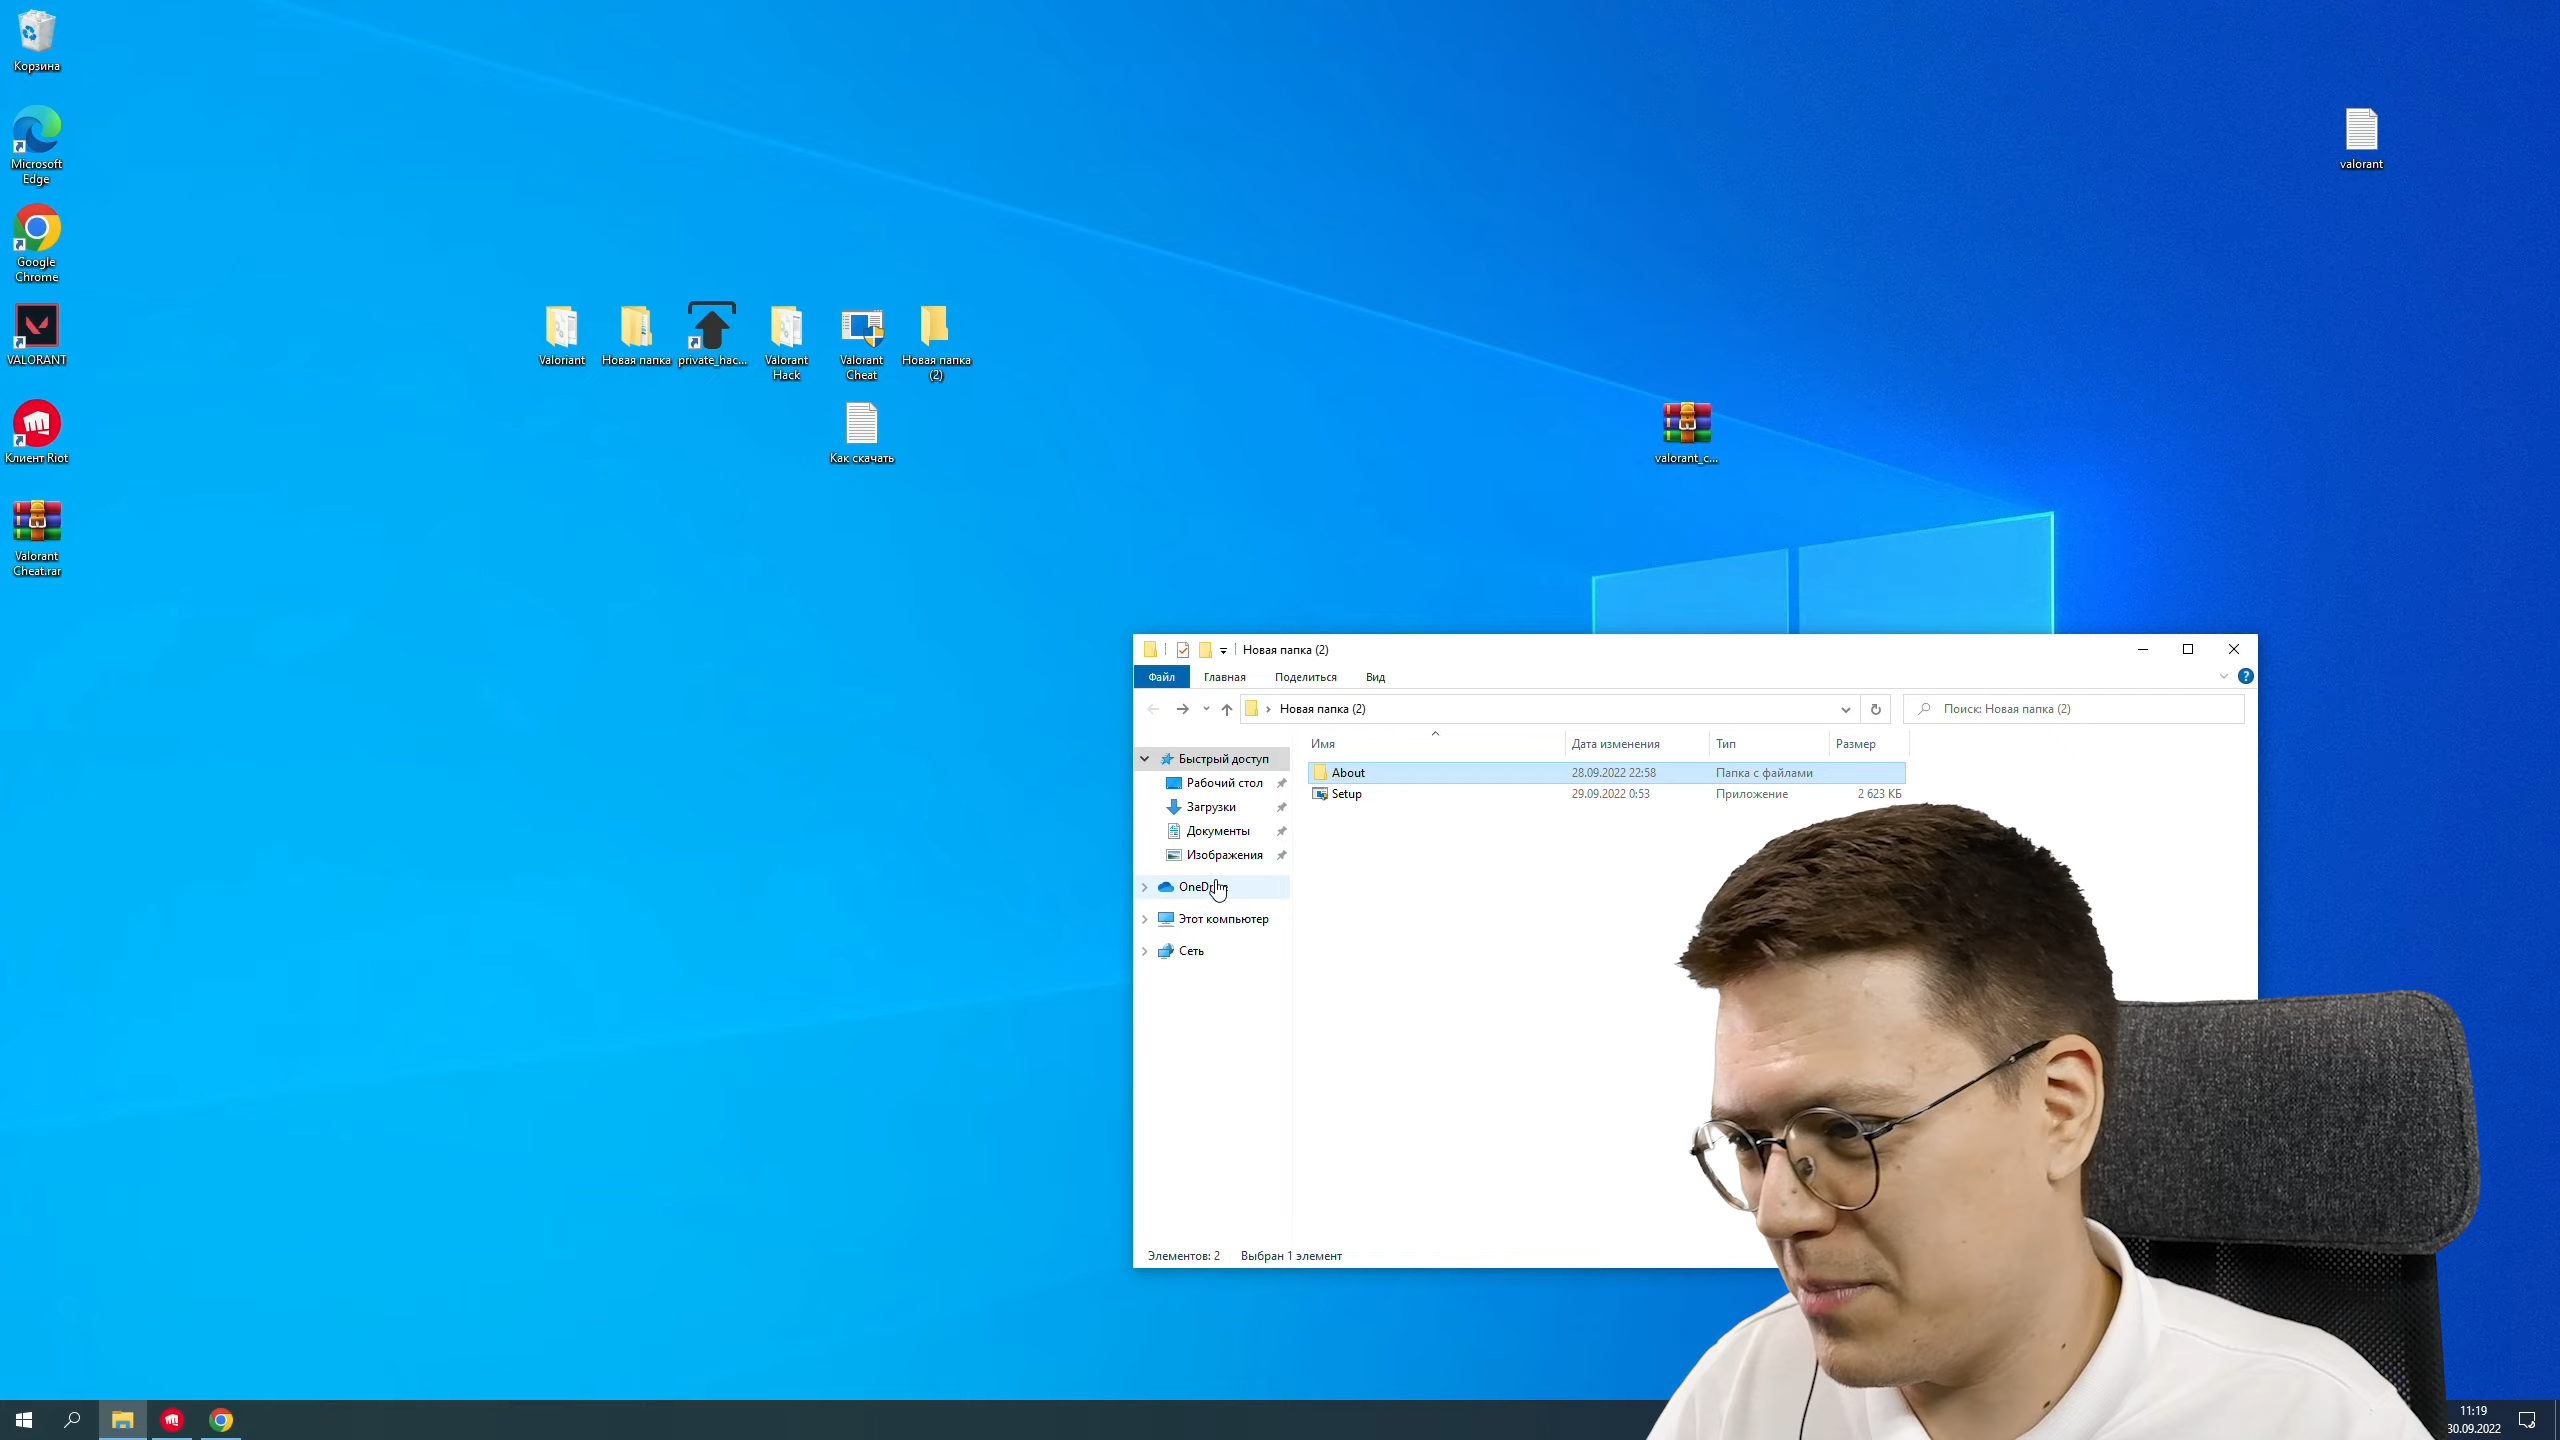 Корзина
Microsoft
Edge
Google
Chrome
VALORANT
Клиент Riot
Valorant
Cheat.rar
Valoriant
Новая папка
private_hac...
Valorant
Hack
Valorant
Cheat
Новая папка
(2)
Как скачать
valorant_c...
valorant
Новая папка (2)
Файл
Главная
Поделиться
Вид
Новая папка (2)
Поиск: Новая папка (2)
Имя
Дата изменения
Тип
Размер
About
28.09.2022 22:58
Папка с файлами
Setup
29.09.2022 0:53
Приложение
2 623 КБ
Быстрый доступ
Рабочий стол
Загрузки
Документы
Изображения
Этот компьютер
Сеть
Элементов: 2
Выбран 1 элемент
11:19
30.09.2022